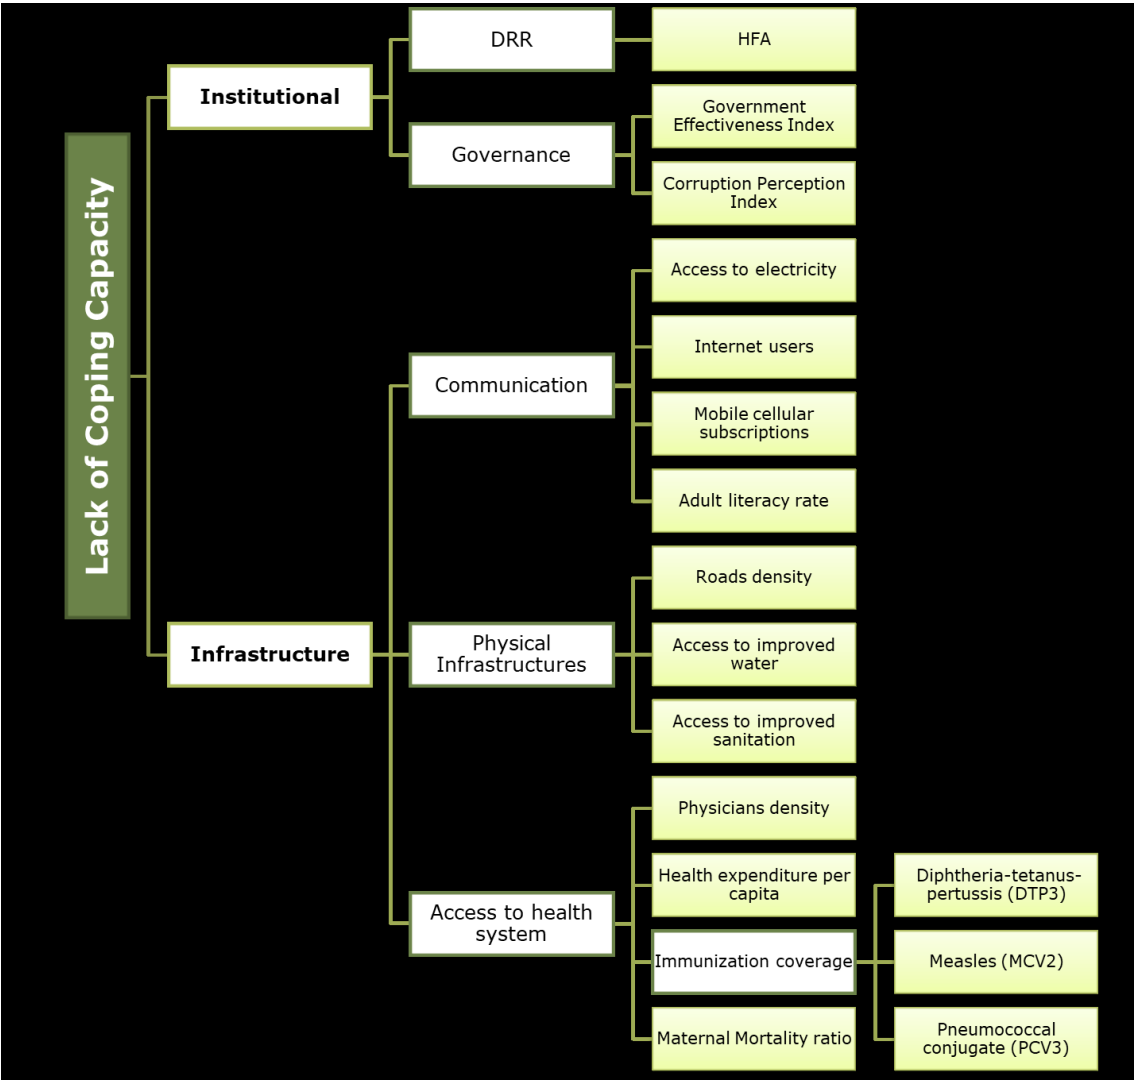 Lack of Coping Capacity
Institutional
DRR
HFA
Governance
Government
Effectiveness Index
Corruption Perception
Index
Infrastructure
Communication
Access to electricity
Internet users
Mobile cellular
subscriptions
Adult literacy rate
Physical
Infrastructures
Roads density
Access to improved
water
Access to improved
sanitation
Access to health
system
Physicians density
Health expenditure per
capita
Immunization coverage
Diphtheria-tetanus-
pertussis (DTP3)
Measles (MCV2)
Pneumococcal
conjugate (PCV3)
Maternal Mortality ratio